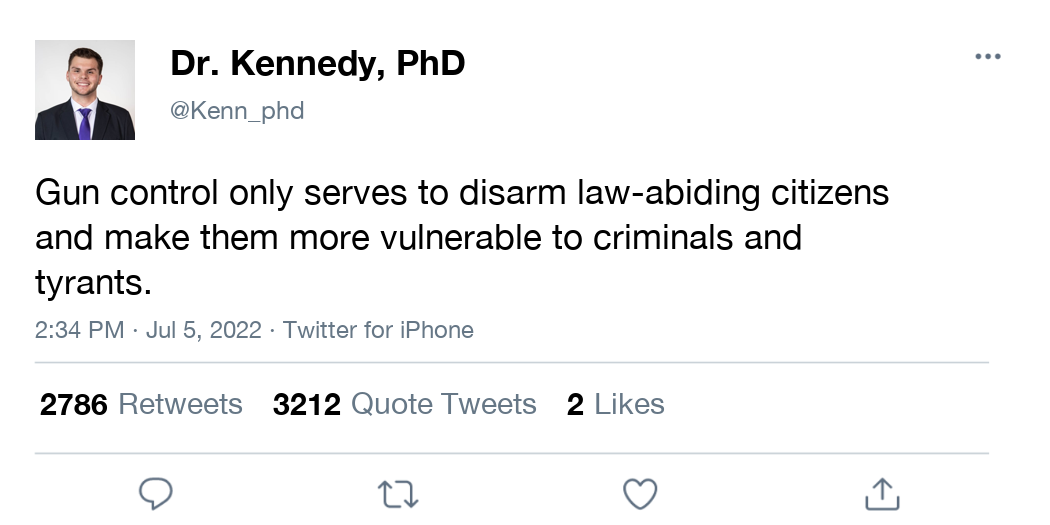 Dr. Kennedy, PhD
@Kenn_phd
Gun control only serves to disarm law-abiding citizens
and make them more vulnerable to criminals and
tyrants.
2:34 PM · Jul 5, 2022 · Twitter for iPhone
2786 Retweets 3212 Quote Tweets 2 Likes